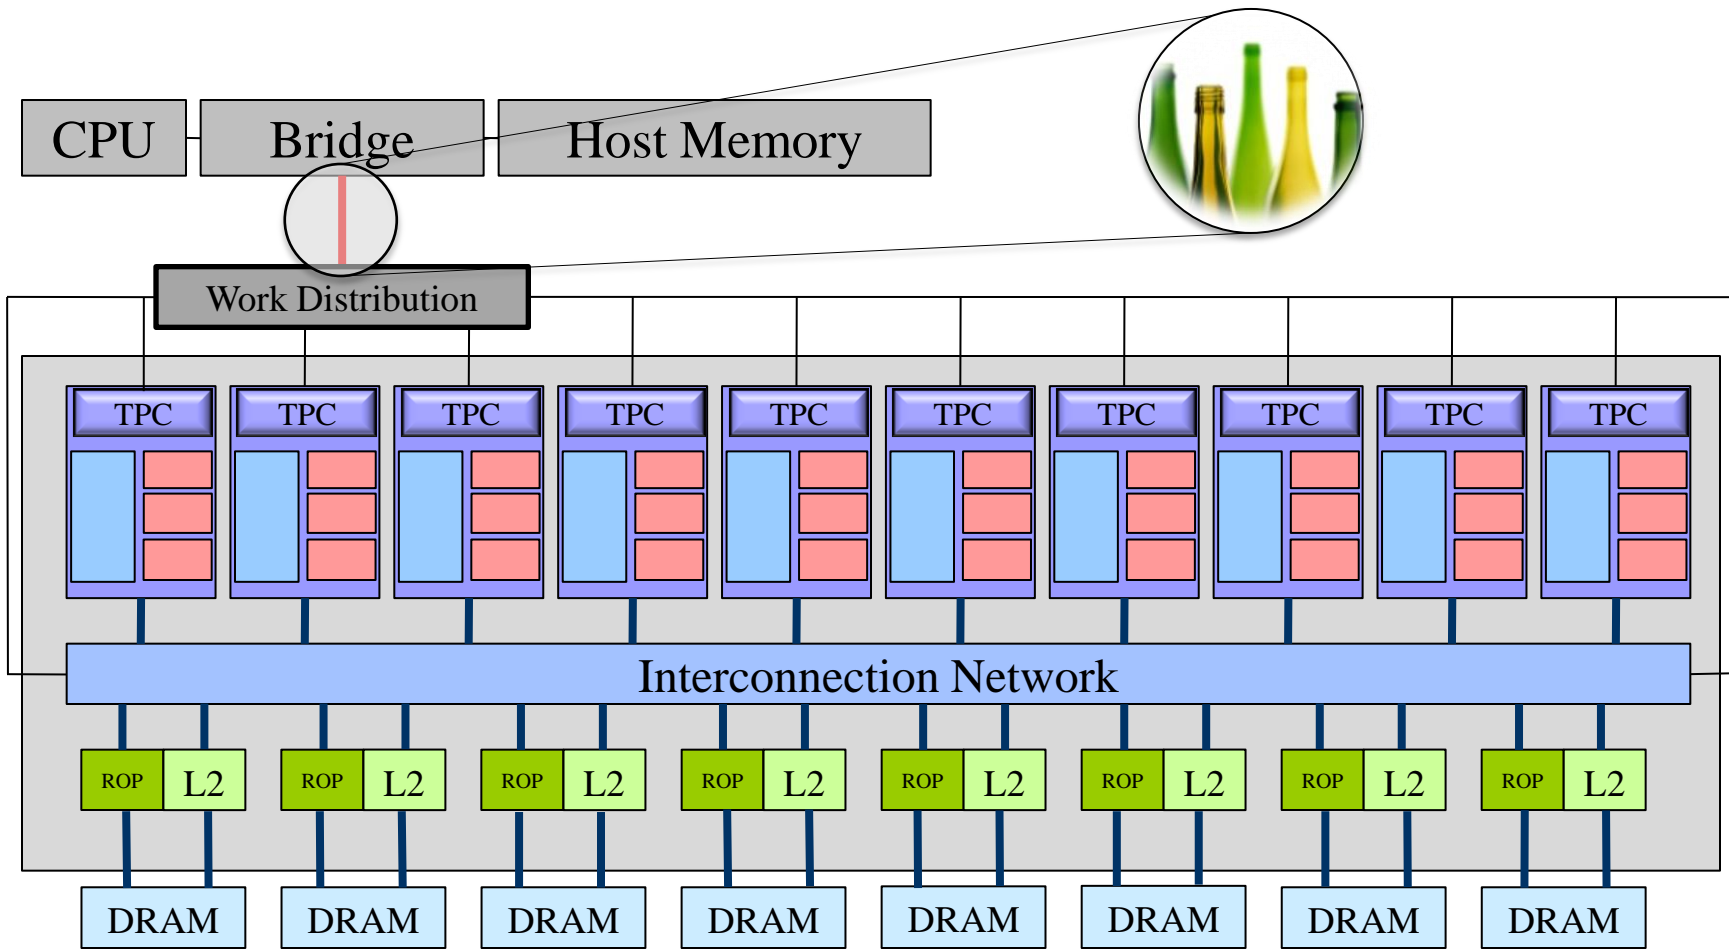 CPU
Bridge
Host Memory
Work Distribution
TPC
TPC
TPC
TPC
TPC
TPC
TPC
TPC
TPC
TPC
Interconnection Network
ROP
L2
ROP
L2
ROP
L2
ROP
L2
ROP
L2
ROP
L2
ROP
L2
ROP
L2
DRAM
DRAM
DRAM
DRAM
DRAM
DRAM
DRAM
DRAM